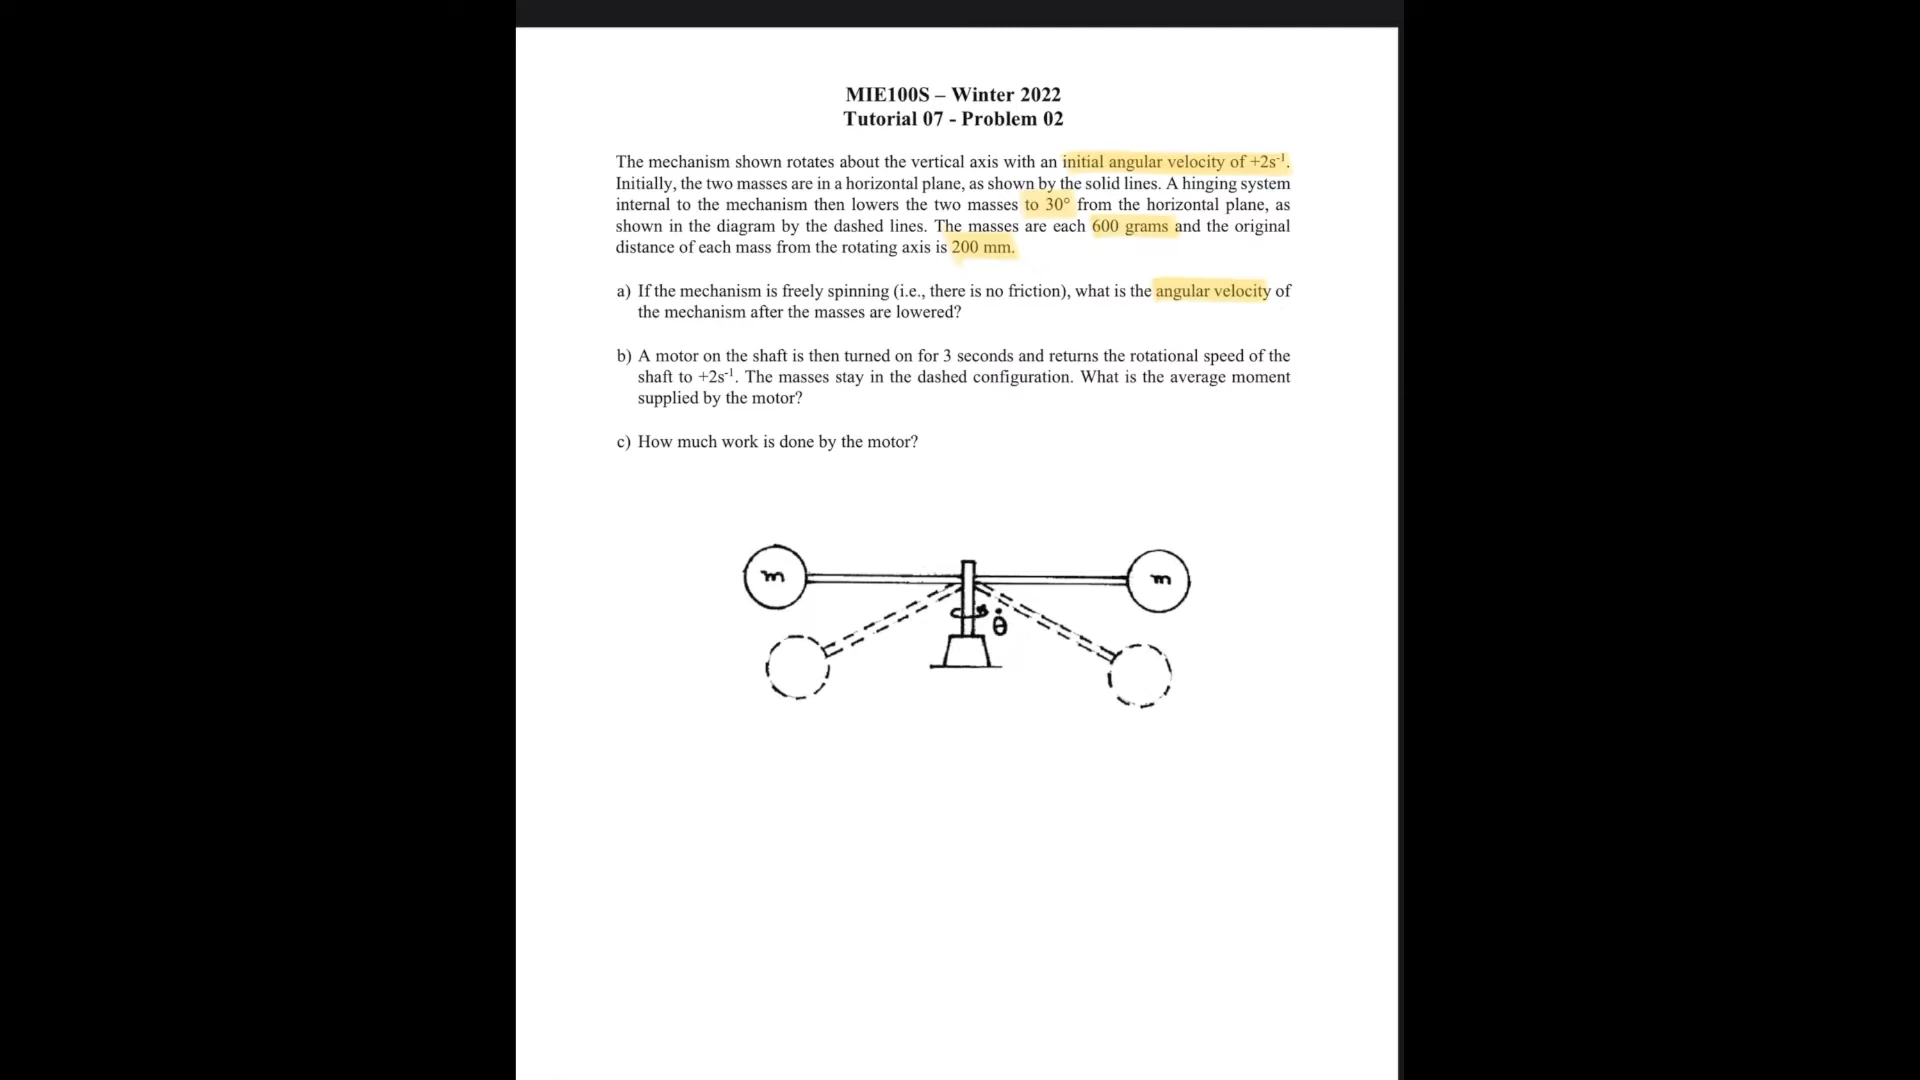 MIE100S – Winter 2022
Tutorial 07 - Problem 02
The mechanism shown rotates about the vertical axis with an initial angular velocity of +2s⁻¹.
Initially, the two masses are in a horizontal plane, as shown by the solid lines. A hinging system
internal to the mechanism then lowers the two masses to 30° from the horizontal plane, as
shown in the diagram by the dashed lines. The masses are each 600 grams and the original
distance of each mass from the rotating axis is 200 mm.
a) If the mechanism is freely spinning (i.e., there is no friction), what is the angular velocity of
the mechanism after the masses are lowered?
b) A motor on the shaft is then turned on for 3 seconds and returns the rotational speed of the
shaft to +2s⁻¹. The masses stay in the dashed configuration. What is the average moment
supplied by the motor?
c) How much work is done by the motor?
m
m
θ̇